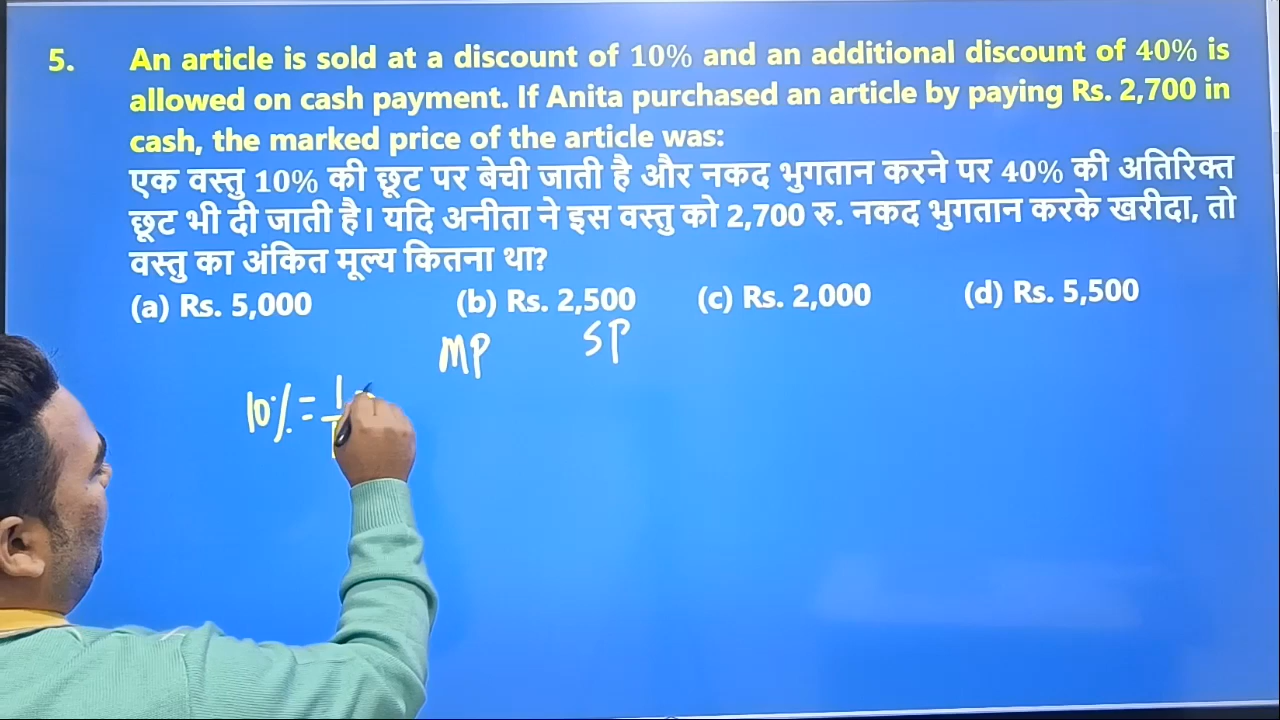 5. An article is sold at a discount of 10% and an additional discount of 40% is
allowed on cash payment. If Anita purchased an article by paying Rs. 2,700 in
cash, the marked price of the article was:
एक वस्तु 10% की छूट पर बेची जाती है और नकद भुगतान करने पर 40% की अतिरिक्त
छूट भी दी जाती है। यदि अनीता ने इस वस्तु को 2,700 रु. नकद भुगतान करके खरीदा, तो
वस्तु का अंकित मूल्य कितना था?
(a) Rs. 5,000 (b) Rs. 2,500 (c) Rs. 2,000 (d) Rs. 5,500
MP SP
10% = 1